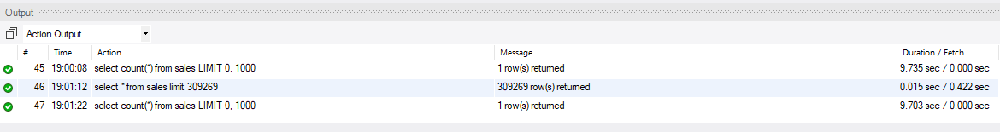 Output
Action Output
# Time Action Message Duration / Fetch
45 19:00:08 select count(*) from sales LIMIT 0, 1000 1 row(s) returned 9.735 sec / 0.000 sec
46 19:01:12 select * from sales limit 309269 309269 row(s) returned 0.015 sec / 0.422 sec
47 19:01:22 select count(*) from sales LIMIT 0, 1000 1 row(s) returned 9.703 sec / 0.000 sec